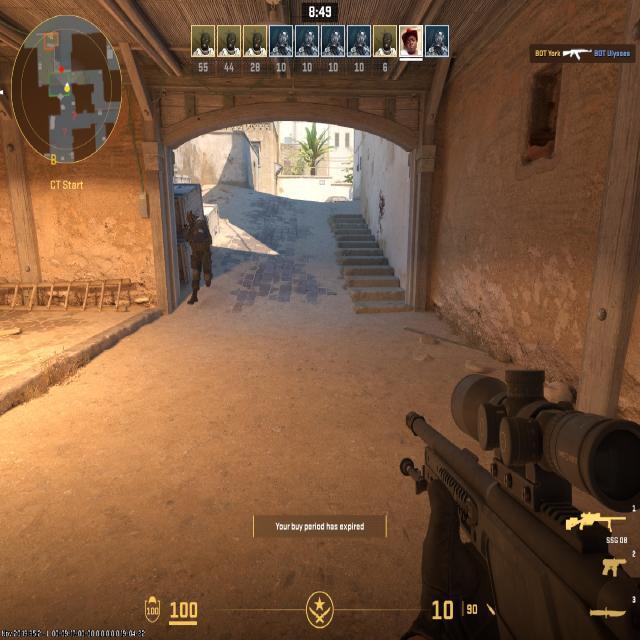 8:49
55 44 28 10 10 10 10 6
BOT York BOT Ulysses
B
CT Start
Your buy period has expired
1
SSG 08
2
3
100 100
10 | 90